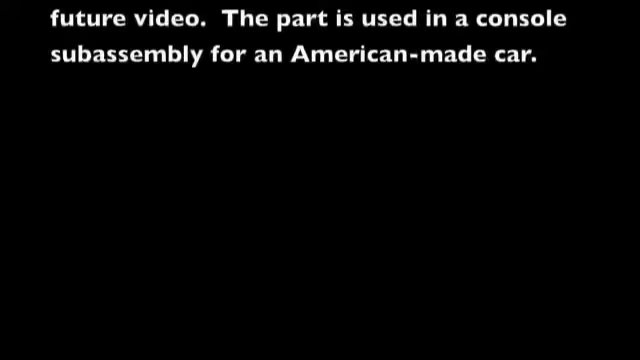 future video.  The part is used in a console
subassembly for an American-made car.